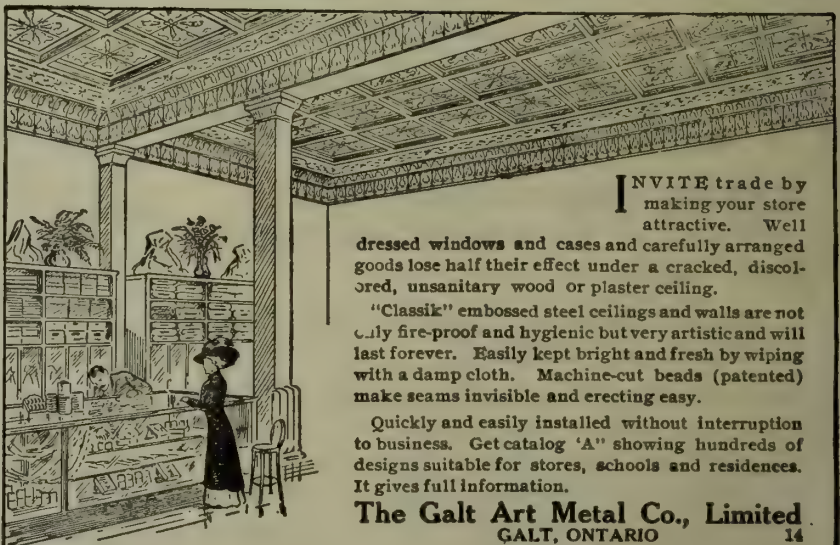 INVITE trade by
making your store
attractive. Well
dressed windows and cases and carefully arranged
goods lose half their effect under a cracked, discol-
ored, unsanitary wood or plaster ceiling.
"Classik" embossed steel ceilings and walls are not
only fire-proof and hygienic but very artistic and will
last forever. Easily kept bright and fresh by wiping
with a damp cloth. Machine-cut beads (patented)
make seams invisible and erecting easy.
Quickly and easily installed without interruption
to business. Get catalog 'A" showing hundreds of
designs suitable for stores, schools and residences.
It gives full information.
The Galt Art Metal Co., Limited.
GALT, ONTARIO 14